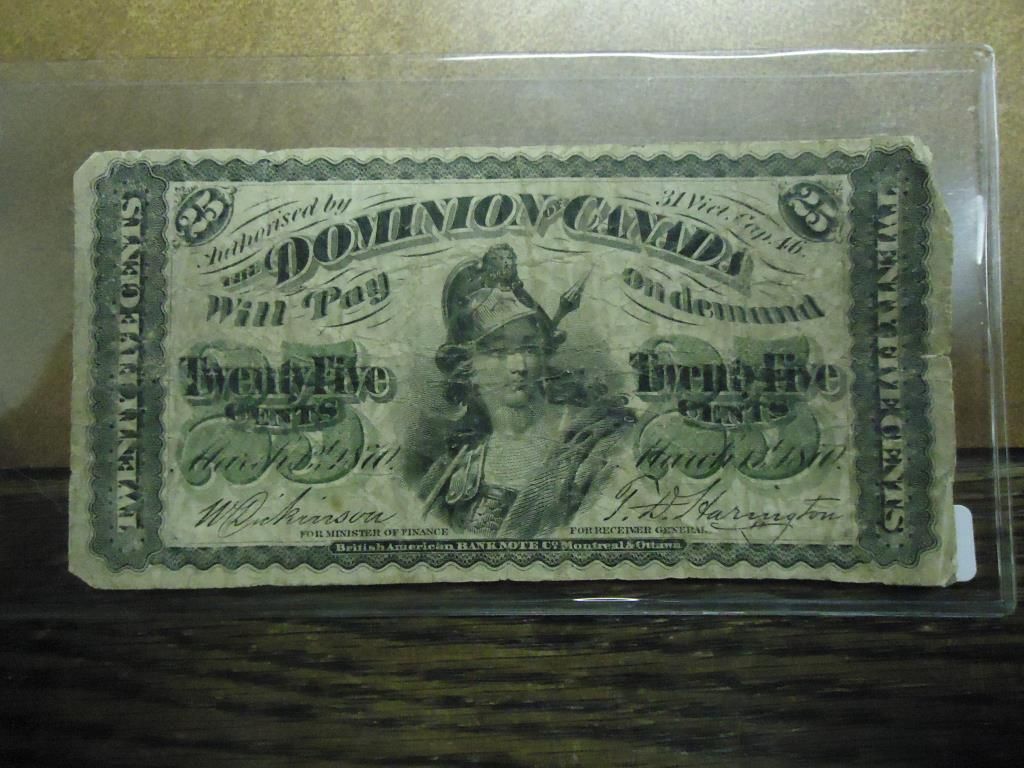 25 Authorised by 31 Vict. Cap. 46. 25
THE DOMINION OF CANADA
Will Pay on demand
Twenty Five Twenty Five
CENTS CENTS
25 25
March 1st 1870. March 1st 1870.
W Dickinson T. D. Harington
FOR MINISTER OF FINANCE FOR RECEIVER GENERAL.
British American BANK NOTE Co Montreal & Ottawa
TWENTY FIVE CENTS
TWENTY FIVE CENTS